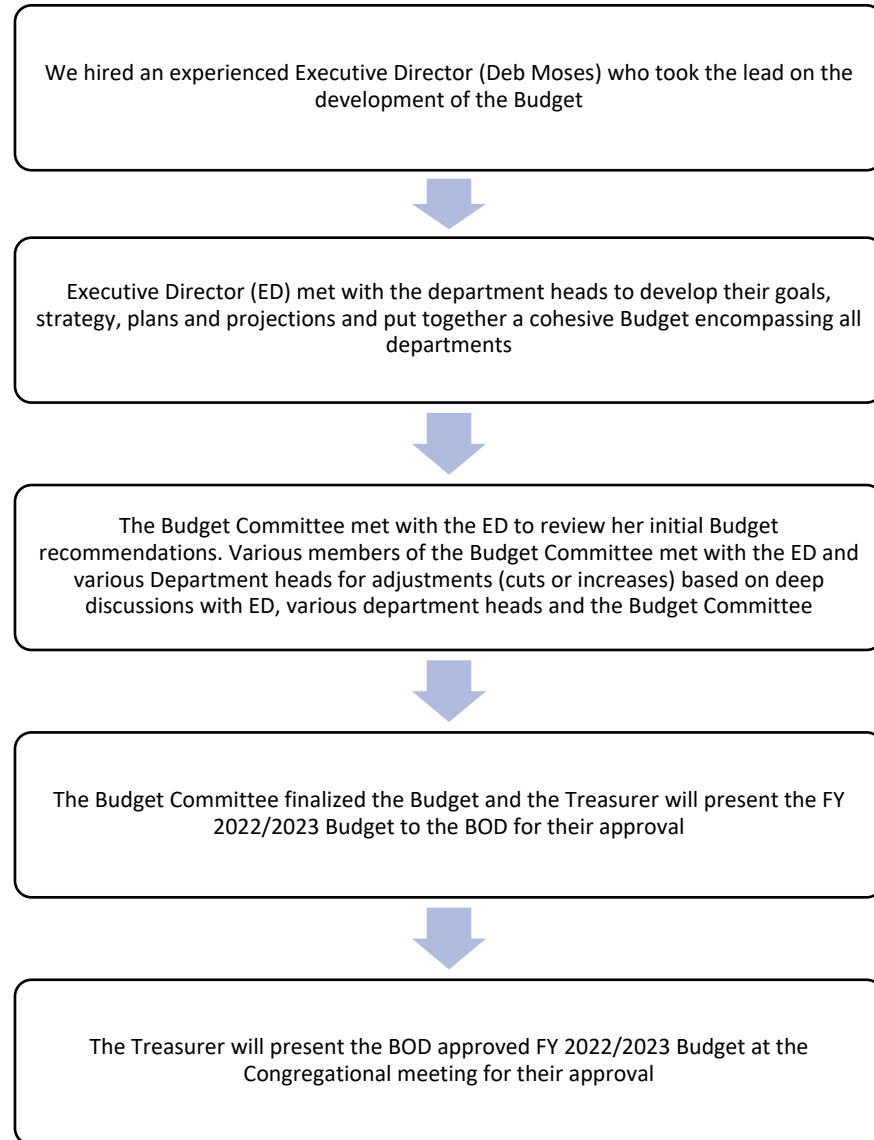 We hired an experienced Executive Director (Deb Moses) who took the lead on the
development of the Budget
Executive Director (ED) met with the department heads to develop their goals,
strategy, plans and projections and put together a cohesive Budget encompassing all
departments
The Budget Committee met with the ED to review her initial Budget
recommendations. Various members of the Budget Committee met with the ED and
various Department heads for adjustments (cuts or increases) based on deep
discussions with ED, various department heads and the Budget Committee
The Budget Committee finalized the Budget and the Treasurer will present the FY
2022/2023 Budget to the BOD for their approval
The Treasurer will present the BOD approved FY 2022/2023 Budget at the
Congregational meeting for their approval